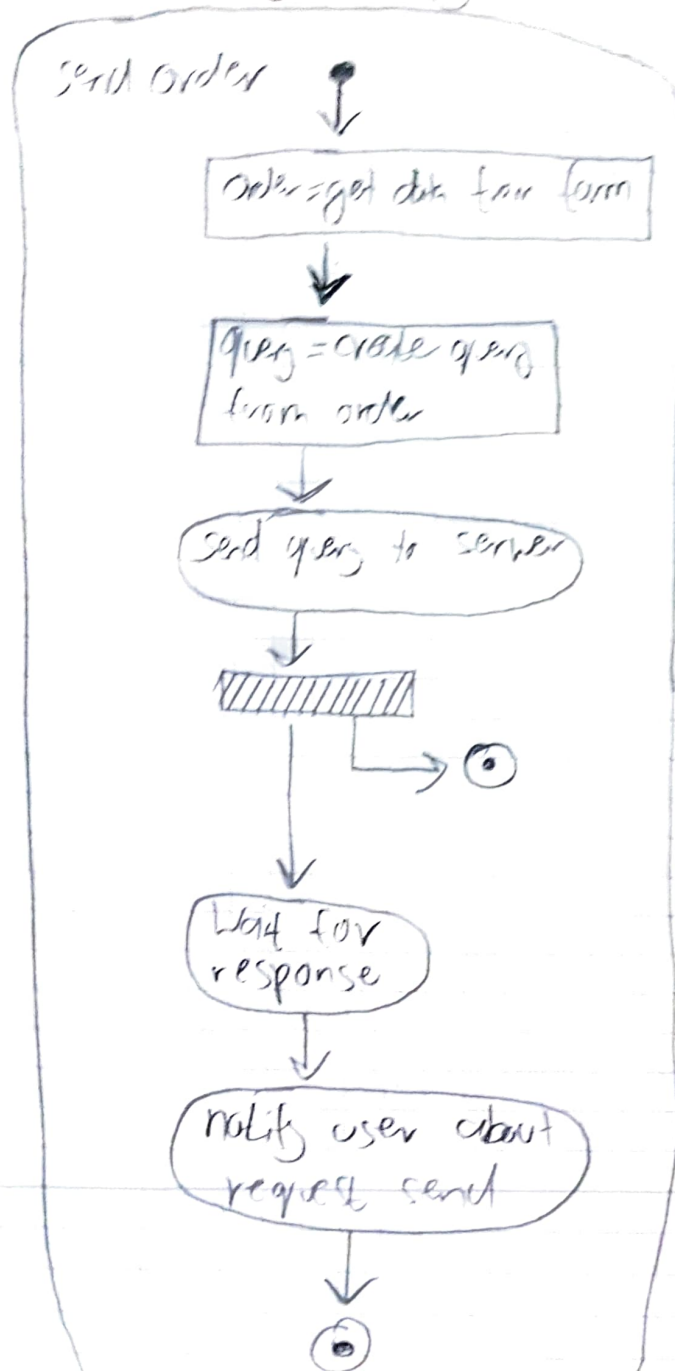 send order
order=get data from form
query=create query
from order
send query to server
Wait for
response
notify user about
request send